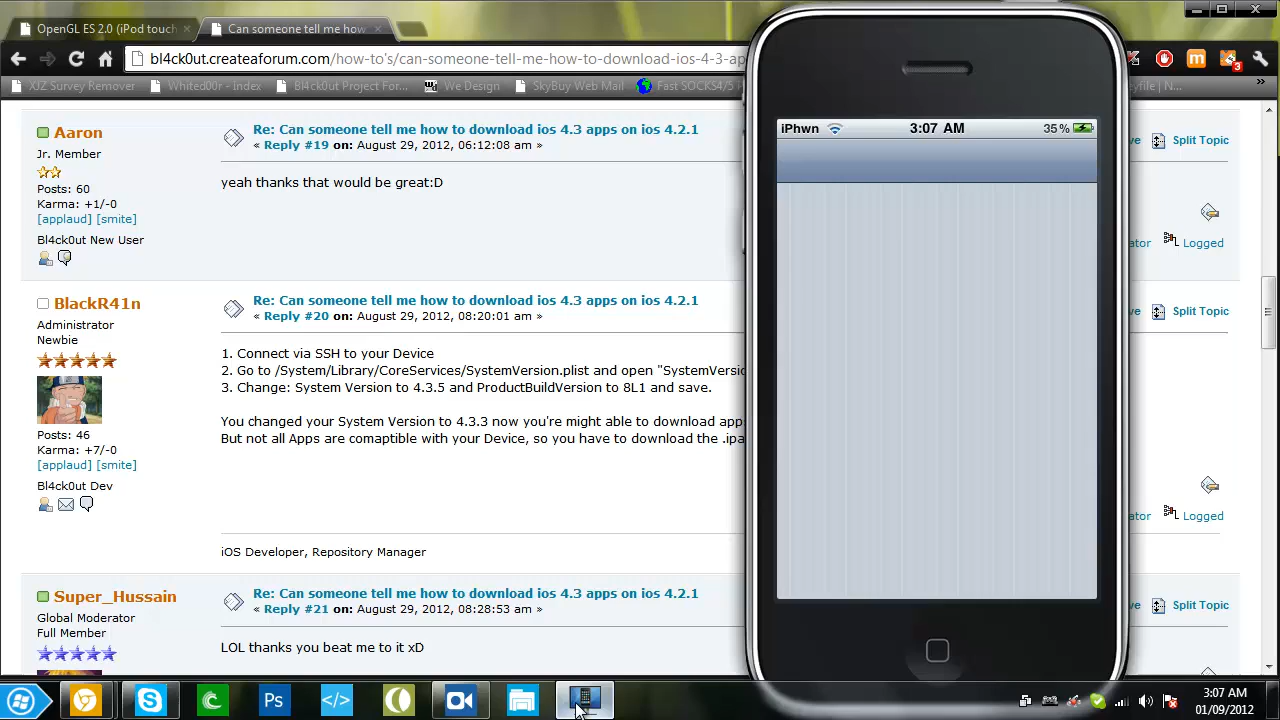 OpenGL ES 2.0 (iPod touch
Can someone tell me how
bl4ck0ut.createaforum.com/how-to's/can-someone-tell-me-how-to-download-ios-4-3-ap
XJZ Survey Remover
Whited00r - Index
Bl4ck0ut Project For...
We Design
SkyBuy Web Mail
Fast SOCKS4/5
eyfile | N...
»
3
Aaron
Jr. Member
Posts: 60
Karma: +1/-0
[applaud] [smite]
Bl4ck0ut New User
Re: Can someone tell me how to download ios 4.3 apps on ios 4.2.1
« Reply #19 on: August 29, 2012, 06:12:08 am »
yeah thanks that would be great:D
ve
Split Topic
ator
Logged
BlackR41n
Administrator
Newbie
Posts: 46
Karma: +7/-0
[applaud] [smite]
Bl4ck0ut Dev
Re: Can someone tell me how to download ios 4.3 apps on ios 4.2.1
« Reply #20 on: August 29, 2012, 08:20:01 am »
1. Connect via SSH to your Device
2. Go to /System/Library/CoreServices/SystemVersion.plist and open "SystemVersio
3. Change: System Version to 4.3.5 and ProductBuildVersion to 8L1 and save.
You changed your System Version to 4.3.3 now you're might able to download app
But not all Apps are comaptible with your Device, so you have to download the .ipa
iOS Developer, Repository Manager
ve
Split Topic
ator
Logged
Super_Hussain
Global Moderator
Full Member
Re: Can someone tell me how to download ios 4.3 apps on ios 4.2.1
« Reply #21 on: August 29, 2012, 08:28:53 am »
LOL thanks you beat me to it xD
ve
Split Topic
iPhwn
3:07 AM
35%
Ps
</>
3:07 AM
01/09/2012